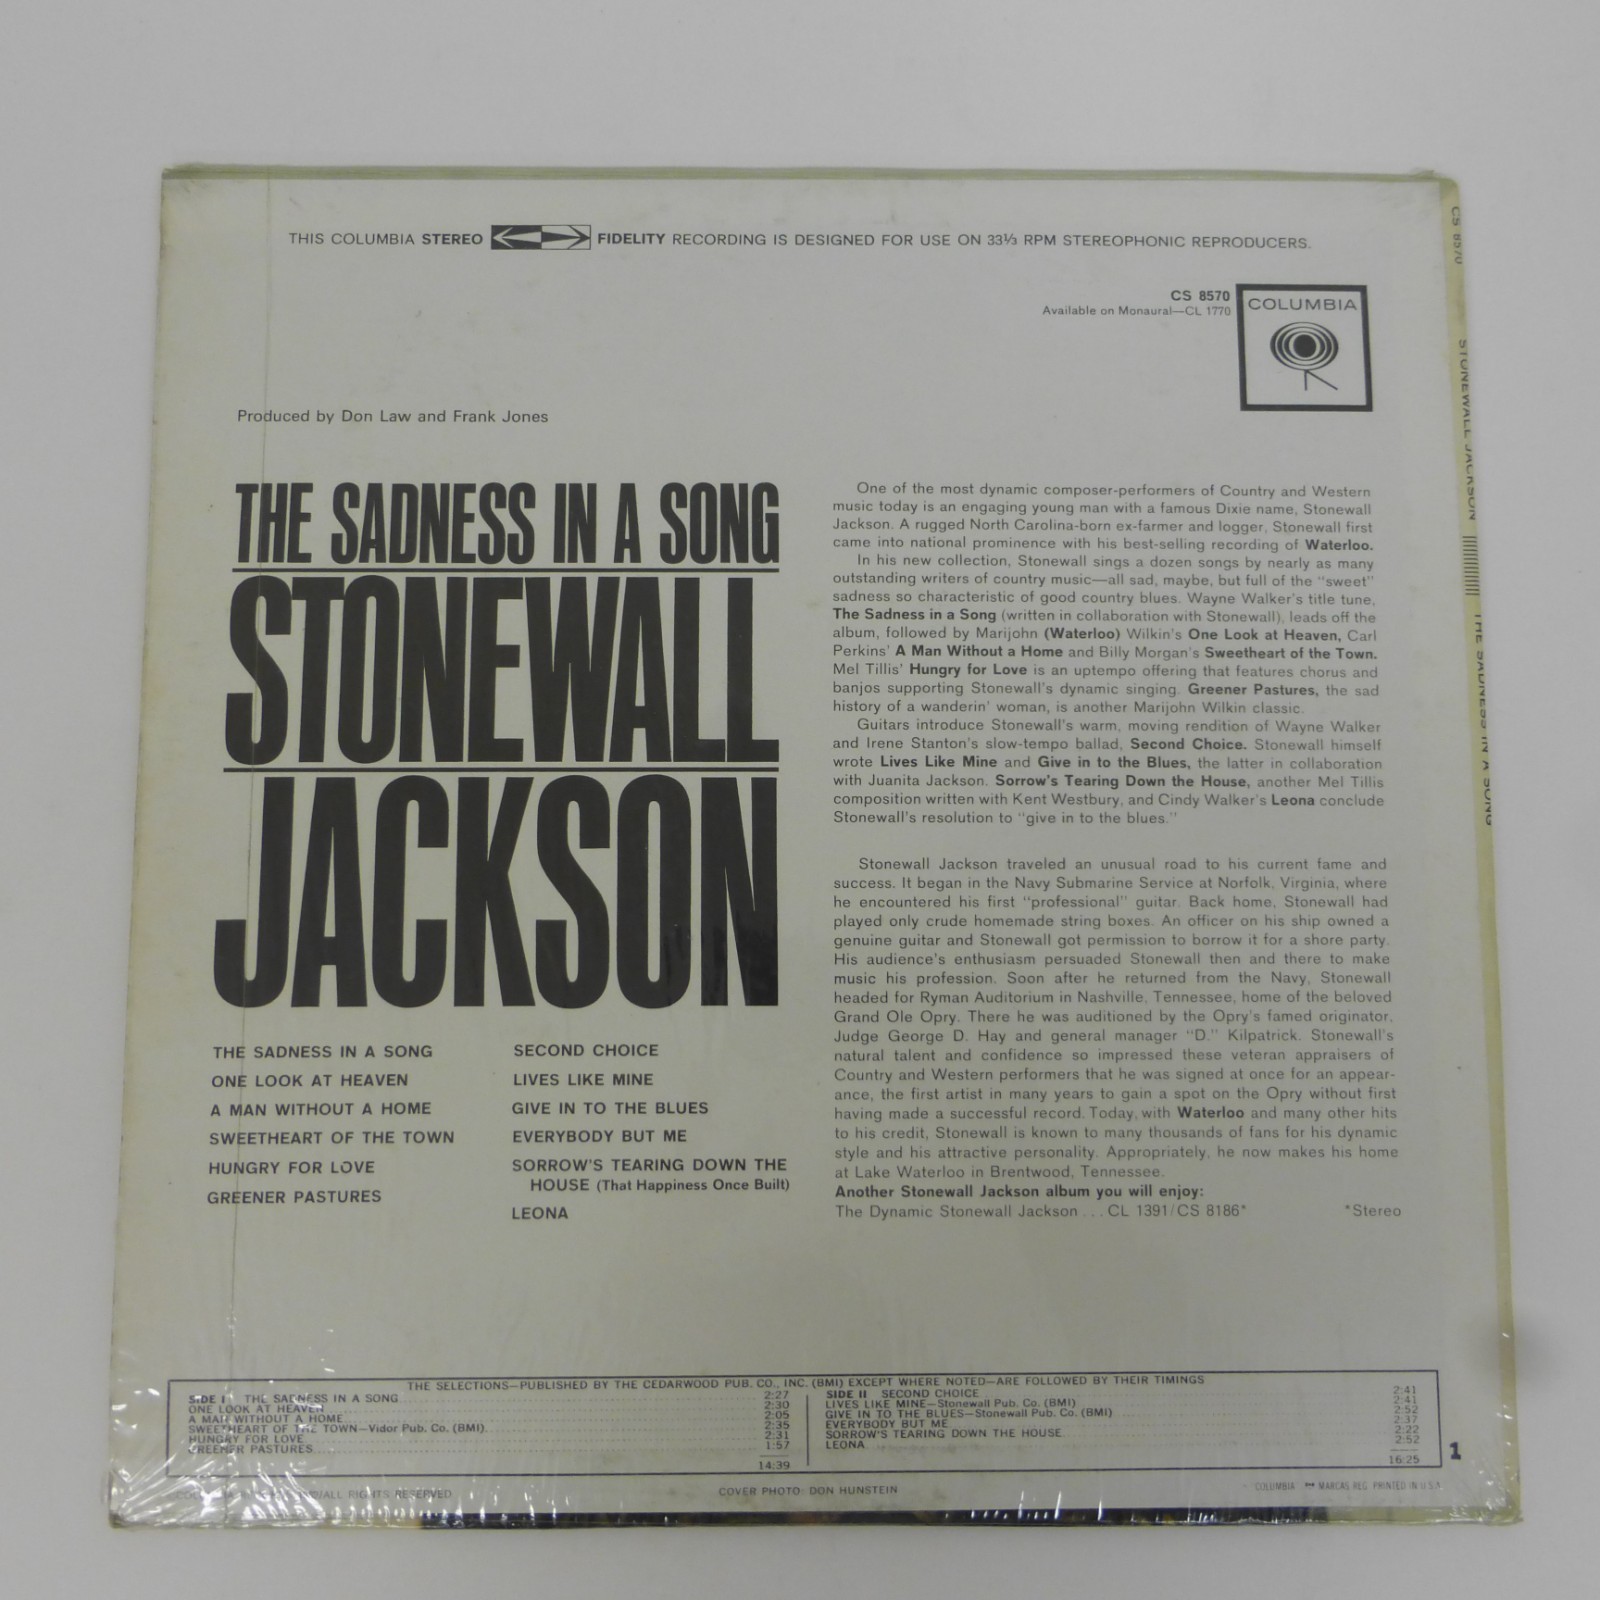 THIS COLUMBIA STEREO FIDELITY RECORDING IS DESIGNED FOR USE ON 33⅓ RPM STEREOPHONIC REPRODUCERS.
CS 8570
Available on Monaural—CL 1770
COLUMBIA
Produced by Don Law and Frank Jones
THE SADNESS IN A SONG
STONEWALL
JACKSON
THE SADNESS IN A SONG
ONE LOOK AT HEAVEN
A MAN WITHOUT A HOME
SWEETHEART OF THE TOWN
HUNGRY FOR LOVE
GREENER PASTURES
SECOND CHOICE
LIVES LIKE MINE
GIVE IN TO THE BLUES
EVERYBODY BUT ME
SORROW'S TEARING DOWN THE
HOUSE (That Happiness Once Built)
LEONA
One of the most dynamic composer-performers of Country and Western
music today is an engaging young man with a famous Dixie name, Stonewall
Jackson. A rugged North Carolina-born ex-farmer and logger, Stonewall first
came into national prominence with his best-selling recording of Waterloo.
In his new collection, Stonewall sings a dozen songs by nearly as many
outstanding writers of country music—all sad, maybe, but full of the "sweet"
sadness so characteristic of good country blues. Wayne Walker's title tune,
The Sadness in a Song (written in collaboration with Stonewall), leads off the
album, followed by Marijohn (Waterloo) Wilkin's One Look at Heaven, Carl
Perkins' A Man Without a Home and Billy Morgan's Sweetheart of the Town.
Mel Tillis' Hungry for Love is an uptempo offering that features chorus and
banjos supporting Stonewall's dynamic singing. Greener Pastures, the sad
history of a wanderin' woman, is another Marijohn Wilkin classic.
Guitars introduce Stonewall's warm, moving rendition of Wayne Walker
and Irene Stanton's slow-tempo ballad, Second Choice. Stonewall himself
wrote Lives Like Mine and Give in to the Blues, the latter in collaboration
with Juanita Jackson. Sorrow's Tearing Down the House, another Mel Tillis
composition written with Kent Westbury, and Cindy Walker's Leona conclude
Stonewall's resolution to "give in to the blues."
Stonewall Jackson traveled an unusual road to his current fame and
success. It began in the Navy Submarine Service at Norfolk, Virginia, where
he encountered his first "professional" guitar. Back home, Stonewall had
played only crude homemade string boxes. An officer on his ship owned a
genuine guitar and Stonewall got permission to borrow it for a shore party.
His audience's enthusiasm persuaded Stonewall then and there to make
music his profession. Soon after he returned from the Navy, Stonewall
headed for Ryman Auditorium in Nashville, Tennessee, home of the beloved
Grand Ole Opry. There he was auditioned by the Opry's famed originator,
Judge George D. Hay and general manager "D." Kilpatrick. Stonewall's
natural talent and confidence so impressed these veteran appraisers of
Country and Western performers that he was signed at once for an appear-
ance, the first artist in many years to gain a spot on the Opry without first
having made a successful record. Today, with Waterloo and many other hits
to his credit, Stonewall is known to many thousands of fans for his dynamic
style and his attractive personality. Appropriately, he now makes his home
at Lake Waterloo in Brentwood, Tennessee.
Another Stonewall Jackson album you will enjoy:
The Dynamic Stonewall Jackson . . . CL 1391/CS 8186* *Stereo
THE SELECTIONS—PUBLISHED BY THE CEDARWOOD PUB. CO., INC. (BMI) EXCEPT WHERE NOTED—ARE FOLLOWED BY THEIR TIMINGS
SIDE I THE SADNESS IN A SONG 2:27
ONE LOOK AT HEAVEN 2:30
A MAN WITHOUT A HOME 2:05
SWEETHEART OF THE TOWN—Vidor Pub. Co. (BMI) 2:35
HUNGRY FOR LOVE 2:31
GREENER PASTURES 1:57
14:39
SIDE II SECOND CHOICE 2:41
LIVES LIKE MINE—Stonewall Pub. Co. (BMI) 2:41
GIVE IN TO THE BLUES—Stonewall Pub. Co. (BMI) 2:52
EVERYBODY BUT ME 2:37
SORROW'S TEARING DOWN THE HOUSE 2:22
LEONA 2:52
16:25
1
ALL RIGHTS RESERVED
COVER PHOTO: DON HUNSTEIN
COLUMBIA MARCAS REG. PRINTED IN U.S.A.
CS 8570 STONEWALL JACKSON THE SADNESS IN A SONG